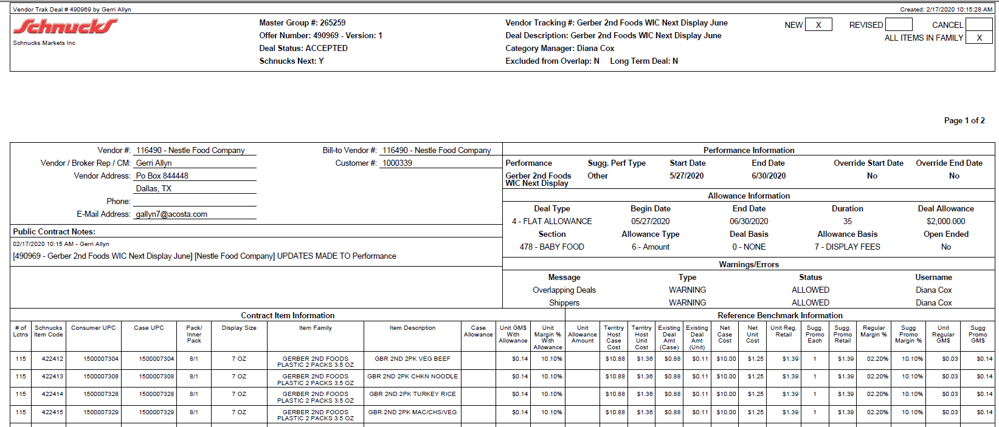 Vendor Trak Deal # 490969 by Gerri Allyn Created: 2/17/2020 10:15:28 AM
Schnucks
Schnucks Markets Inc
Master Group #: 265259
Offer Number: 490969 - Version: 1
Deal Status: ACCEPTED
Schnucks Next: Y
Vendor Tracking #: Gerber 2nd Foods WIC Next Display June
Deal Description: Gerber 2nd Foods WIC Next Display June
Category Manager: Diana Cox
Excluded from Overlap: N Long Term Deal: N
NEW X REVISED CANCEL
ALL ITEMS IN FAMILY X
Page 1 of 2
Vendor #: 116490 - Nestle Food Company
Vendor / Broker Rep / CM: Gerri Allyn
Vendor Address: Po Box 844448
Dallas, TX
Phone:
E-Mail Address: gallyn7@acosta.com
Bill-to Vendor #: 116490 - Nestle Food Company
Customer #: 1000339
Public Contract Notes:
02/17/2020 10:15 AM - Gerri Allyn
[490969 - Gerber 2nd Foods WIC Next Display June] [Nestle Food Company] UPDATES MADE TO Performance
Performance Information
Performance Sugg. Perf Type Start Date End Date Override Start Date Override End Date
Gerber 2nd Foods Other 5/27/2020 6/30/2020 No No
WIC Next Display
Allowance Information
Deal Type Begin Date End Date Duration Deal Allowance
4 - FLAT ALLOWANCE 05/27/2020 06/30/2020 35 $2,000.000
Section Allowance Type Deal Basis Allowance Basis Open Ended
478 - BABY FOOD 6 - Amount 0 - NONE 7 - DISPLAY FEES No
Warnings/Errors
Message Type Status Username
Overlapping Deals WARNING ALLOWED Diana Cox
Shippers WARNING ALLOWED Diana Cox
Contract Item Information Reference Benchmark Information
# of Schnucks Consumer UPC Case UPC Pack/ Display Size Item Family Item Description Case Unit GM$ Unit Unit Territry Territry Existing Existing Net Net Unit Reg. Sugg. Sugg. Regular Sugg Unit Sugg
Lctns Item Code Inner Allowance With Margin % Allowance Host Host Deal Deal Case Unit Retail Promo Promo Margin % Promo Regular Promo
Pack Allowance With Amount Case Unit Amt Amt Cost Cost Each Retail Margin % GM$ GM$
Allowance Cost Cost (Case) (Unit)
115 422412 1500007304 1500007304 8/1 7 OZ GERBER 2ND FOODS GBR 2ND 2PK VEG BEEF $0.14 10.10% $10.88 $1.36 $0.88 $0.11 $10.00 $1.25 $1.39 1 $1.39 02.20% 10.10% $0.03 $0.14
PLASTIC 2 PACKS 3.5 OZ
115 422413 1500007308 1500007308 8/1 7 OZ GERBER 2ND FOODS GBR 2ND 2PK CHKN NOODLE $0.14 10.10% $10.88 $1.36 $0.88 $0.11 $10.00 $1.25 $1.39 1 $1.39 02.20% 10.10% $0.03 $0.14
PLASTIC 2 PACKS 3.5 OZ
115 422414 1500007328 1500007328 8/1 7 OZ GERBER 2ND FOODS GBR 2ND 2PK TURKEY RICE $0.14 10.10% $10.88 $1.36 $0.88 $0.11 $10.00 $1.25 $1.39 1 $1.39 02.20% 10.10% $0.03 $0.14
PLASTIC 2 PACKS 3.5 OZ
115 422415 1500007329 1500007329 8/1 7 OZ GERBER 2ND FOODS GBR 2ND 2PK MAC/CHS/VEG $0.14 10.10% $10.88 $1.36 $0.88 $0.11 $10.00 $1.25 $1.39 1 $1.39 02.20% 10.10% $0.03 $0.14
PLASTIC 2 PACKS 3.5 OZ